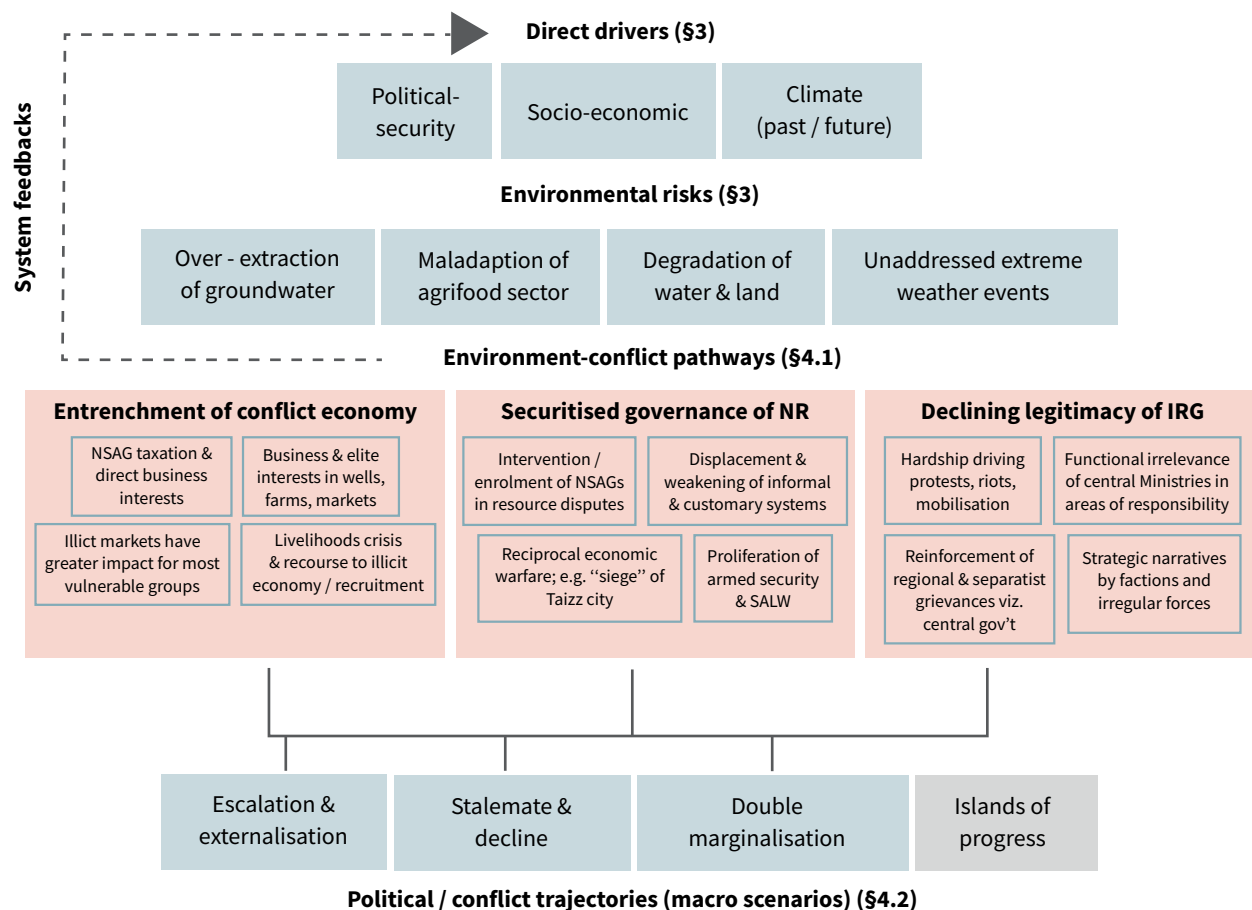 Direct drivers (§3)
Political-
security
Socio-economic
Climate
(past / future)
System feedbacks
Environmental risks (§3)
Over - extraction
of groundwater
Maladaption of
agrifood sector
Degradation of
water & land
Unaddressed extreme
weather events
Environment-conflict pathways (§4.1)
Entrenchment of conflict economy
NSAG taxation &
direct business
interests
Business & elite
interests in wells,
farms, markets
Illict markets have
greater impact for most
vulnerable groups
Livelihoods crisis
& recourse to illicit
economy / recruitment
Securitised governance of NR
Intervention /
enrolment of NSAGs
in resource disputes
Displacement &
weakening of informal
& customary systems
Reciprocal economic
warfare; e.g. “siege” of
Taizz city
Proliferation of
armed security
& SALW
Declining legitimacy of IRG
Hardship driving
protests, riots,
mobilisation
Functional irrelevance
of central Ministries in
areas of responsibility
Reinforcement of
regional & separatist
grievances viz.
central gov’t
Strategic narratives
by factions and
irregular forces
Escalation &
externalisation
Stalemate &
decline
Double
marginalisation
Islands of
progress
Political / conflict trajectories (macro scenarios) (§4.2)